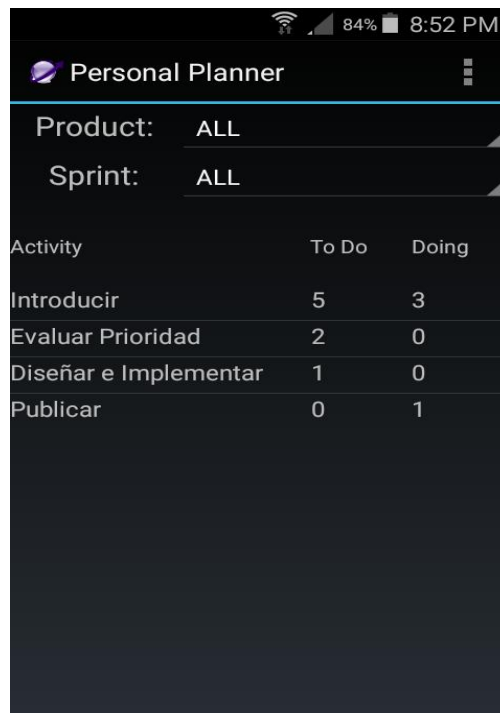 84% 8:52 PM
Personal Planner
Product: ALL
Sprint: ALL
Activity To Do Doing
Introducir 5 3
Evaluar Prioridad 2 0
Diseñar e Implementar 1 0
Publicar 0 1